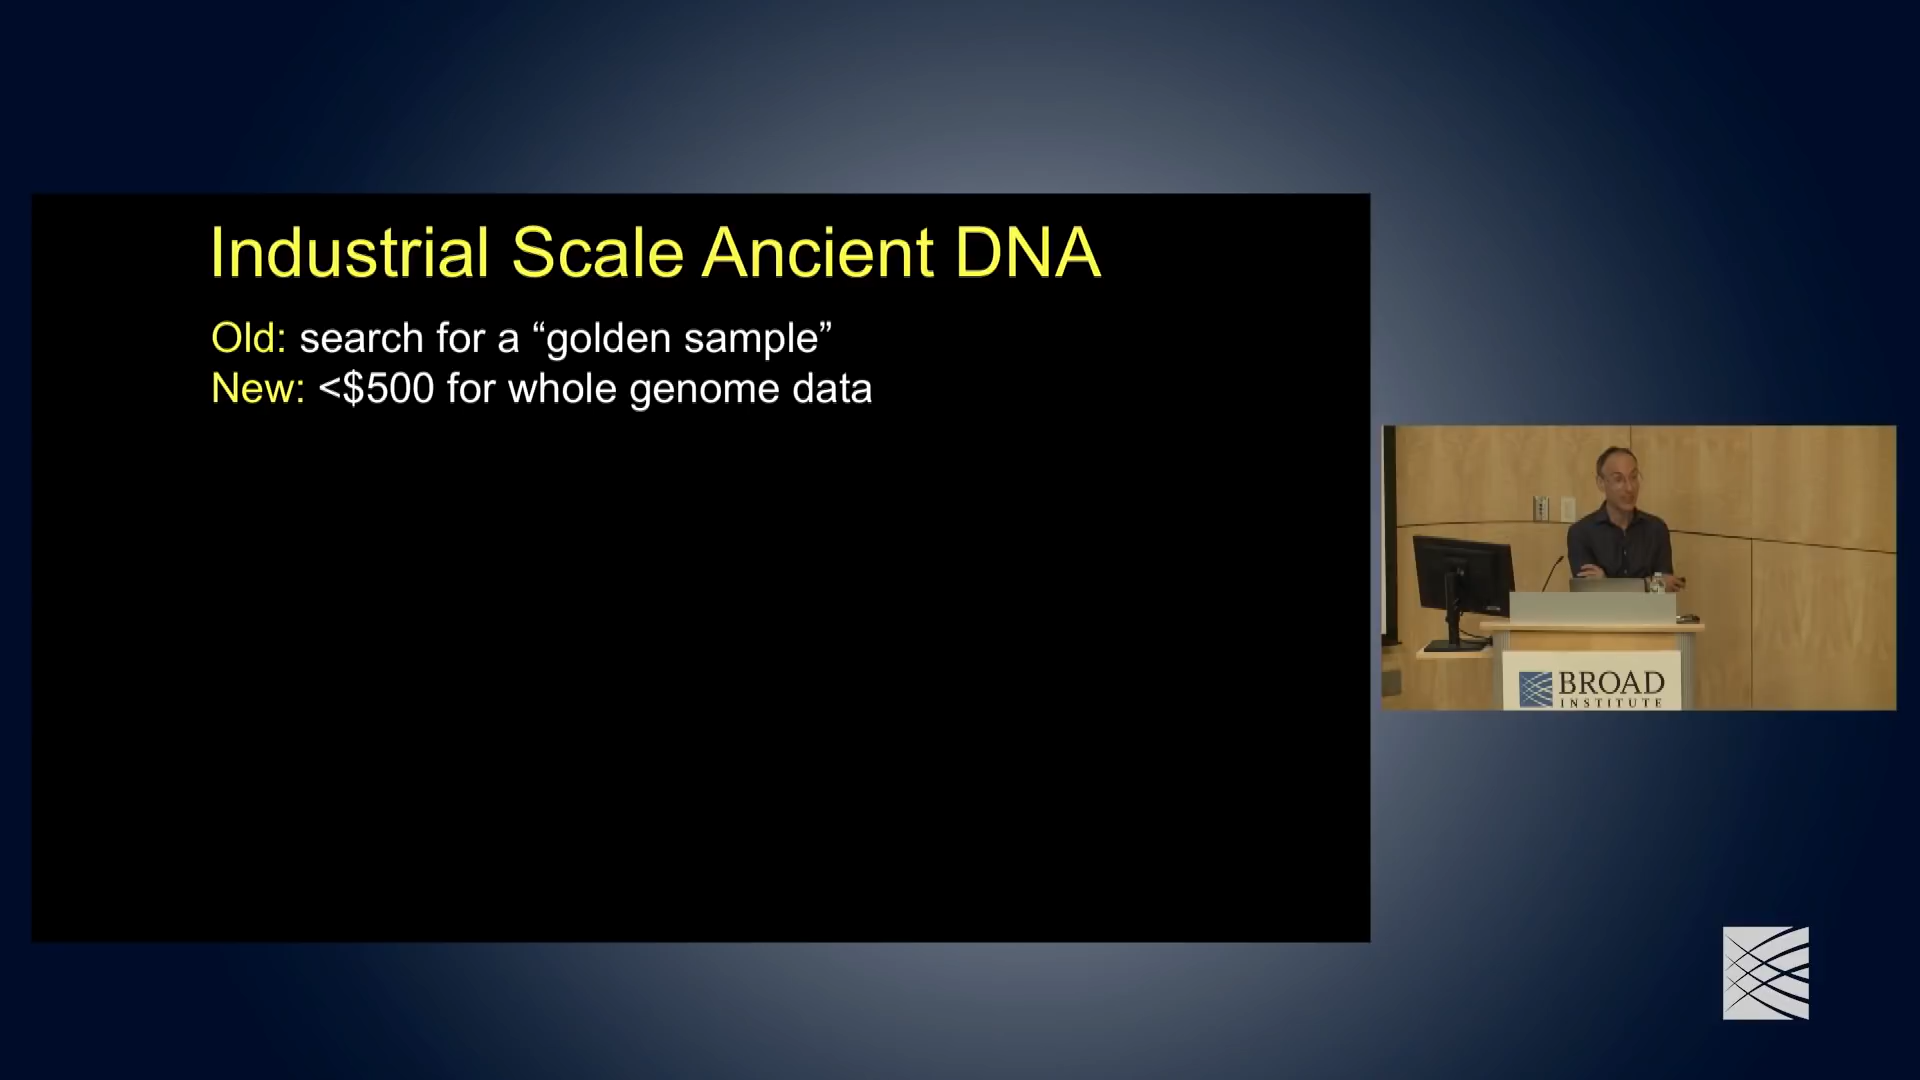 Industrial Scale Ancient DNA
Old: search for a “golden sample”
New: <$500 for whole genome data
BROAD
INSTITUTE